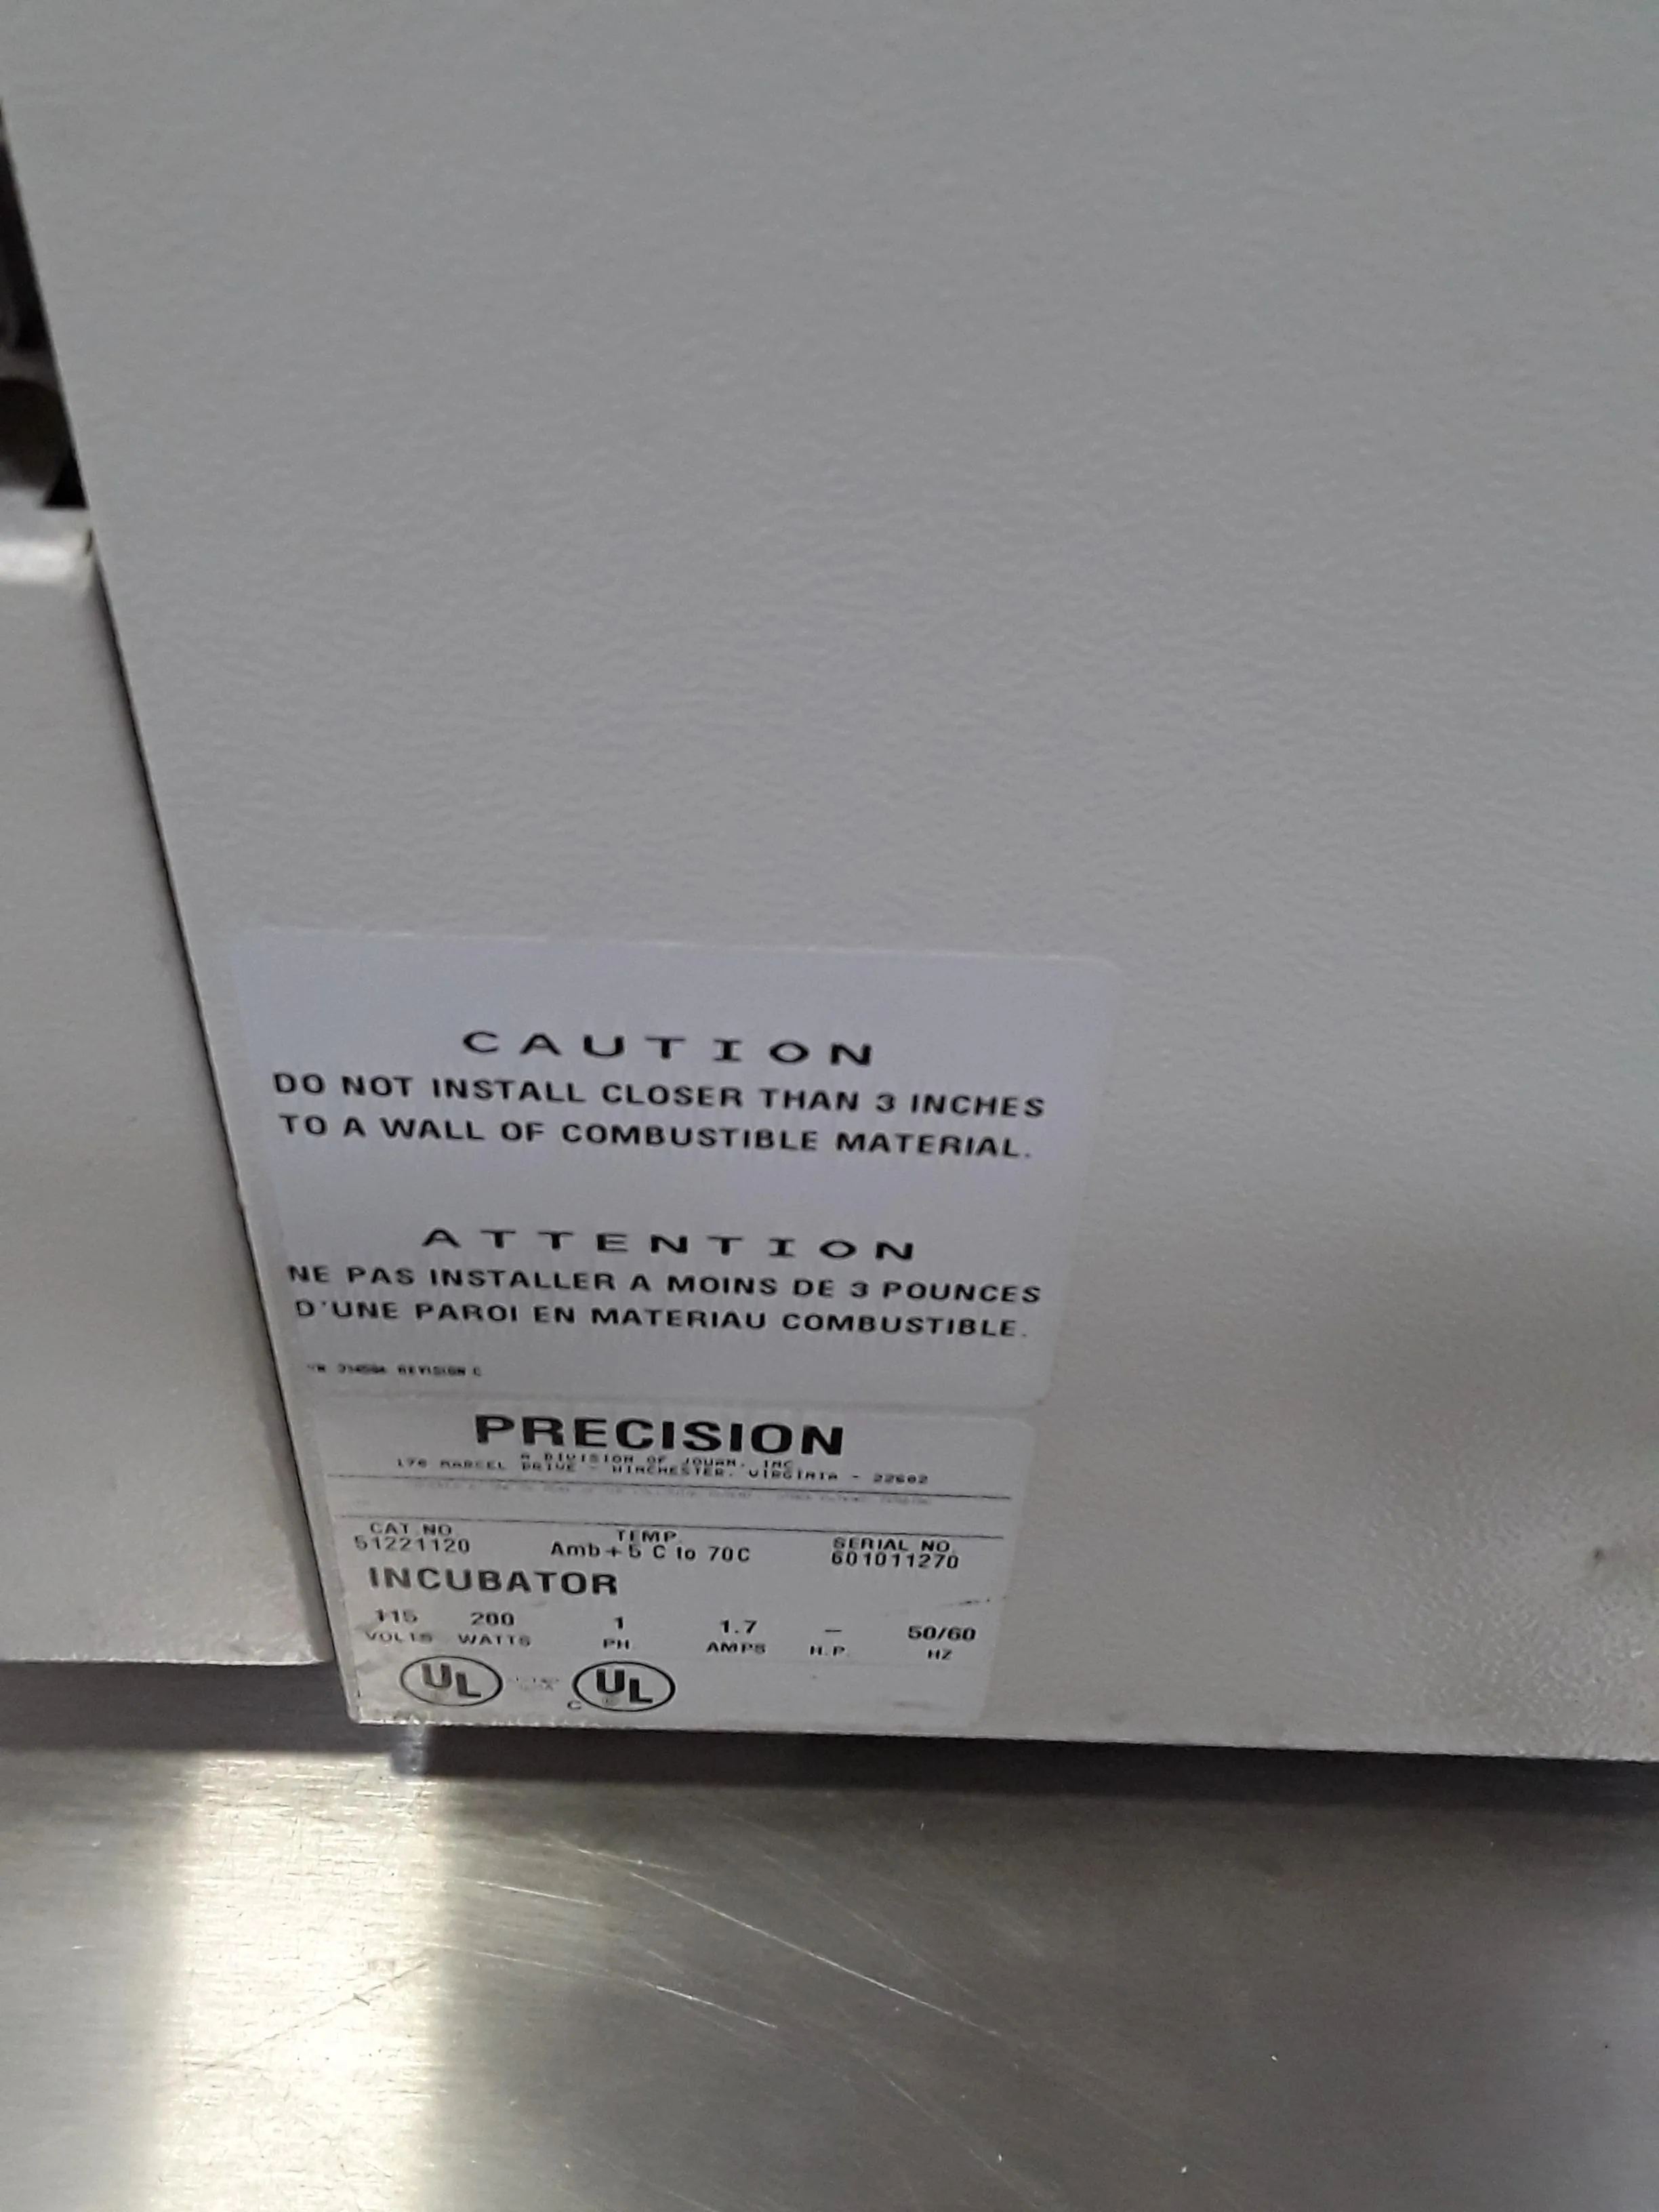 CAUTION
DO NOT INSTALL CLOSER THAN 3 INCHES
TO A WALL OF COMBUSTIBLE MATERIAL.
ATTENTION
NE PAS INSTALLER A MOINS DE 3 POUNCES
D'UNE PAROI EN MATERIAU COMBUSTIBLE.
REVISION C
PRECISION
A DIVISION OF JOUAN, INC
170 MARCEL DRIVE - WINCHESTER, VIRGINIA - 22602
CAT NO. TEMP. SERIAL NO.
51221120 Amb+5 C to 70C 601011270
INCUBATOR
115 200 1 1.7 — 50/60
VOLTS WATTS PH AMPS H.P. HZ
UL C UL